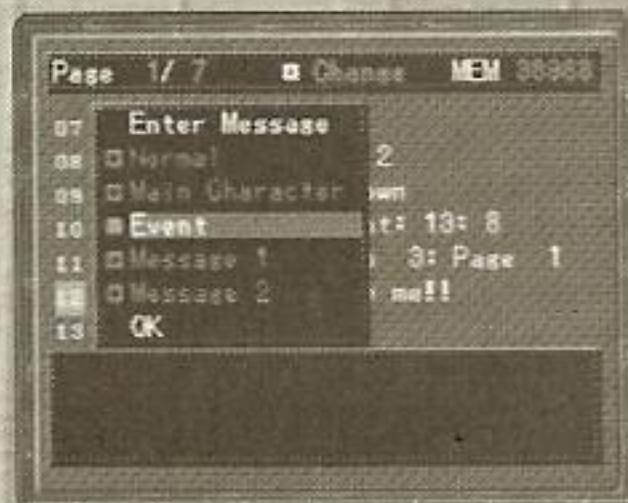 Page 1/ 7 Change MEM 38988
07 Enter Message
08 Normal 2
09 Main Character own
10 Event t: 13: 8
11 Message 1 3: Page 1
12 Message 2 me!!
13 OK